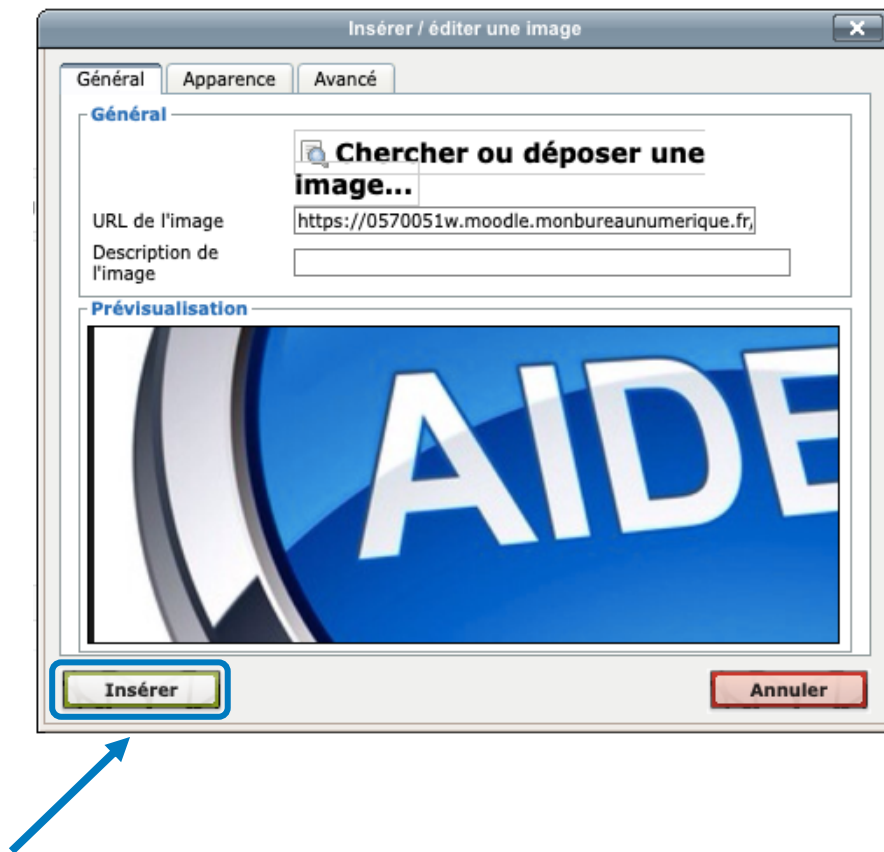 Insérer / éditer une image
Général Apparence Avancé
Général
Chercher ou déposer une
image...
URL de l'image https://0570051w.moodle.monbureaunumerique.fr/
Description de
l'image
Prévisualisation
AIDE
Insérer Annuler